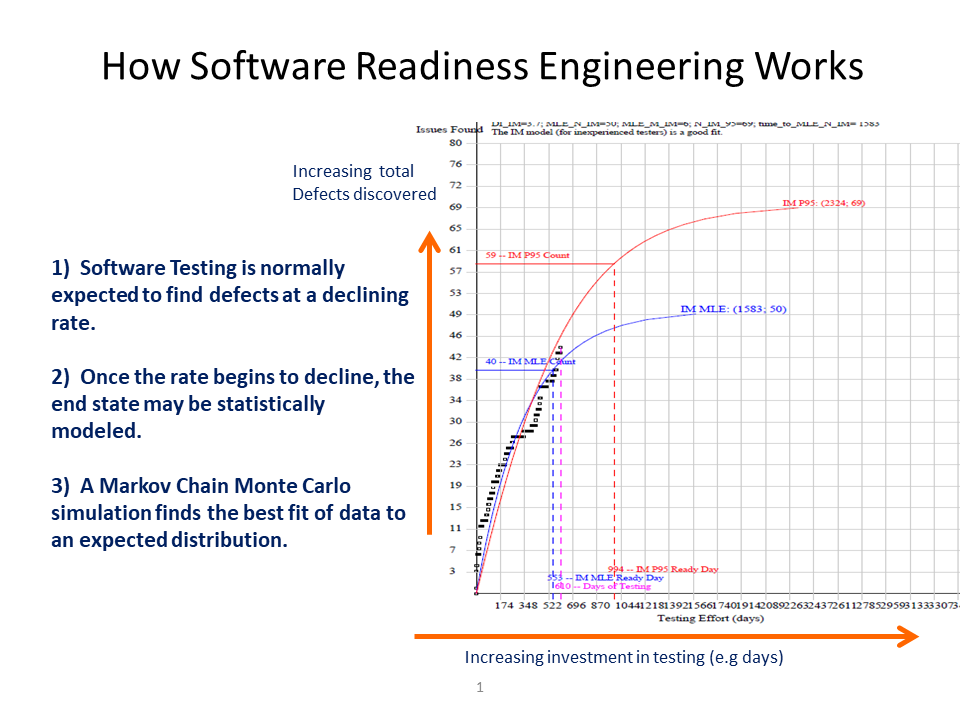 How Software Readiness Engineering Works
DI_IM=3.7; MLE_N_IM=50; MLE_M_IM=6; N_IM_95=69; time_to_MLE_N_IM= 1583
Issues Found
The IM model (for inexperienced testers) is a good fit.
Increasing total
Defects discovered
1) Software Testing is normally
expected to find defects at a declining
rate.
2) Once the rate begins to decline, the
end state may be statistically
modeled.
3) A Markov Chain Monte Carlo
simulation finds the best fit of data to
an expected distribution.
80
76
72
69
65
61
57
53
49
46
42
38
34
30
26
23
19
15
11
7
3
IM P95: (2324; 69)
59 -- IM P95 Count
IM MLE: (1583; 50)
40 -- IM MLE Count
994 -- IM P95 Ready Day
553 -- IM MLE Ready Day
610 -- Days of Testing
174 348 522 696 870 1044 1218 1392 1566 1740 1914 2089 2263 2437 2611 2785 2959 3133 3307
Testing Effort (days)
Increasing investment in testing (e.g days)
1